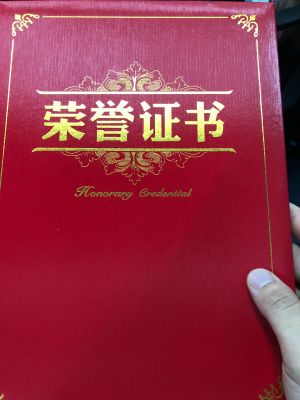 荣誉证书
Honorary Credential